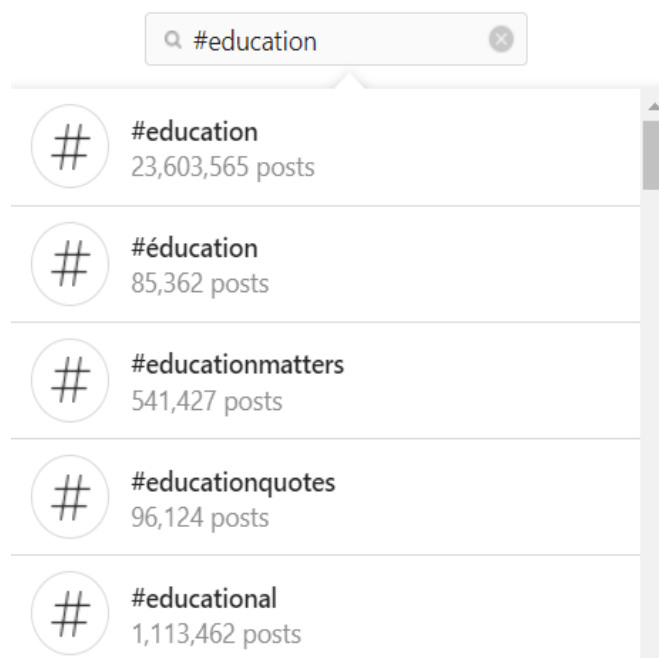 #education
#education
23,603,565 posts
#éducation
85,362 posts
#educationmatters
541,427 posts
#educationquotes
96,124 posts
#educational
1,113,462 posts